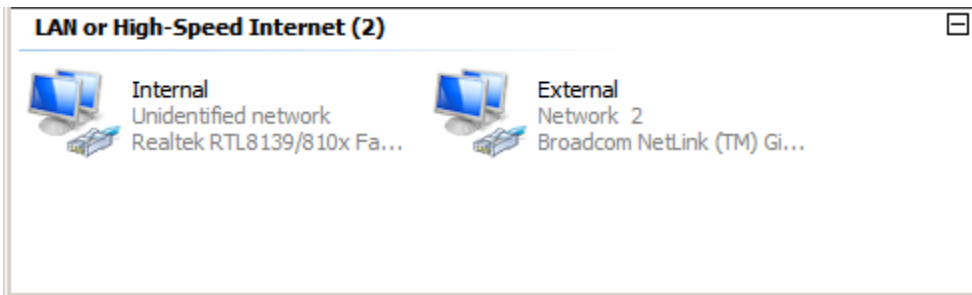 LAN or High-Speed Internet (2)
Internal
Unidentified network
Realtek RTL8139/810x Fa...
External
Network 2
Broadcom NetLink (TM) Gi...